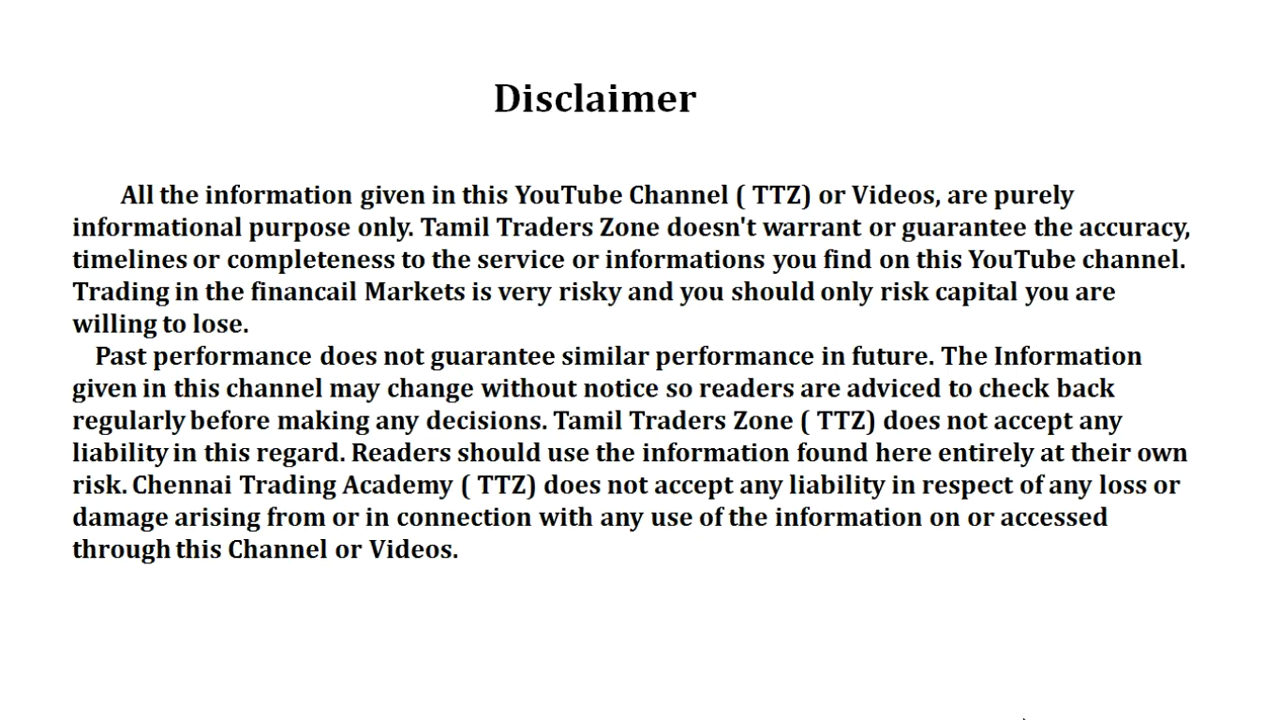 Disclaimer
All the information given in this YouTube Channel ( TTZ) or Videos, are purely
informational purpose only. Tamil Traders Zone doesn't warrant or guarantee the accuracy,
timelines or completeness to the service or informations you find on this YouTube channel.
Trading in the financail Markets is very risky and you should only risk capital you are
willing to lose.
Past performance does not guarantee similar performance in future. The Information
given in this channel may change without notice so readers are adviced to check back
regularly before making any decisions. Tamil Traders Zone ( TTZ) does not accept any
liability in this regard. Readers should use the information found here entirely at their own
risk. Chennai Trading Academy ( TTZ) does not accept any liability in respect of any loss or
damage arising from or in connection with any use of the information on or accessed
through this Channel or Videos.